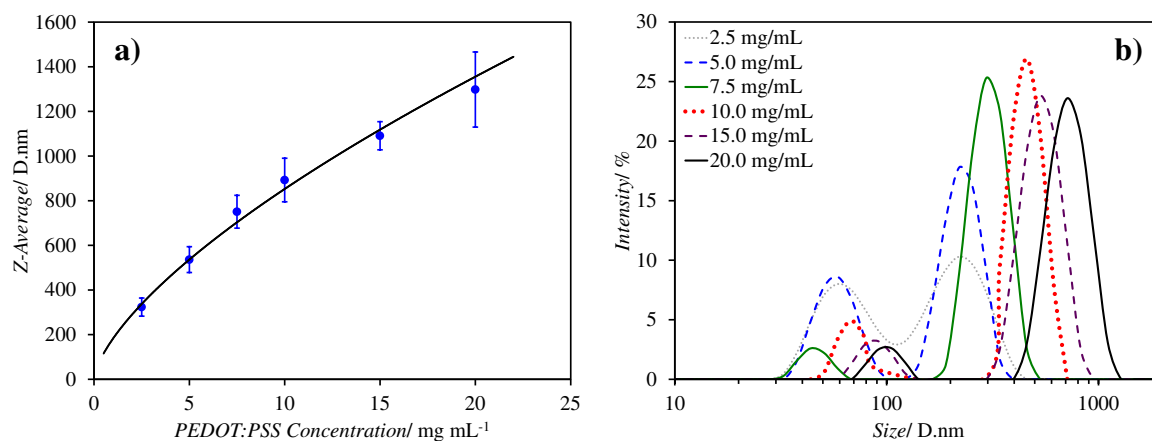 a)
Z-Average/ D.nm
1600
1400
1200
1000
800
600
400
200
0
0 5 10 15 20 25
PEDOT:PSS Concentration/ mg mL⁻¹
b)
Intensity/ %
30
25
20
15
10
5
0
2.5 mg/mL
5.0 mg/mL
7.5 mg/mL
10.0 mg/mL
15.0 mg/mL
20.0 mg/mL
10 100 1000
Size/ D.nm